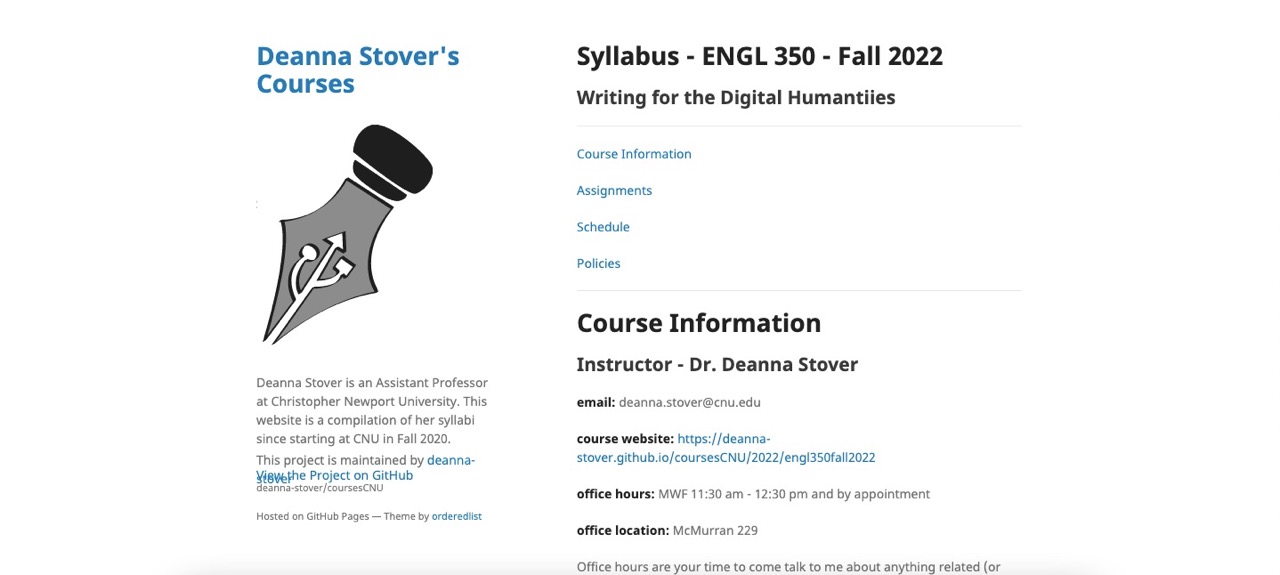 Deanna Stover's
Courses
Deanna Stover is an Assistant Professor
at Christopher Newport University. This
website is a compilation of her syllabi
since starting at CNU in Fall 2020.
This project is maintained by deanna-
stover
View the Project on GitHub
deanna-stover/coursesCNU
Hosted on GitHub Pages — Theme by orderedlist
Syllabus - ENGL 350 - Fall 2022
Writing for the Digital Humantiies
Course Information
Assignments
Schedule
Policies
Course Information
Instructor - Dr. Deanna Stover
email: deanna.stover@cnu.edu
course website: https://deanna-
stover.github.io/coursesCNU/2022/engl350fall2022
office hours: MWF 11:30 am - 12:30 pm and by appointment
office location: McMurran 229
Office hours are your time to come talk to me about anything related (or